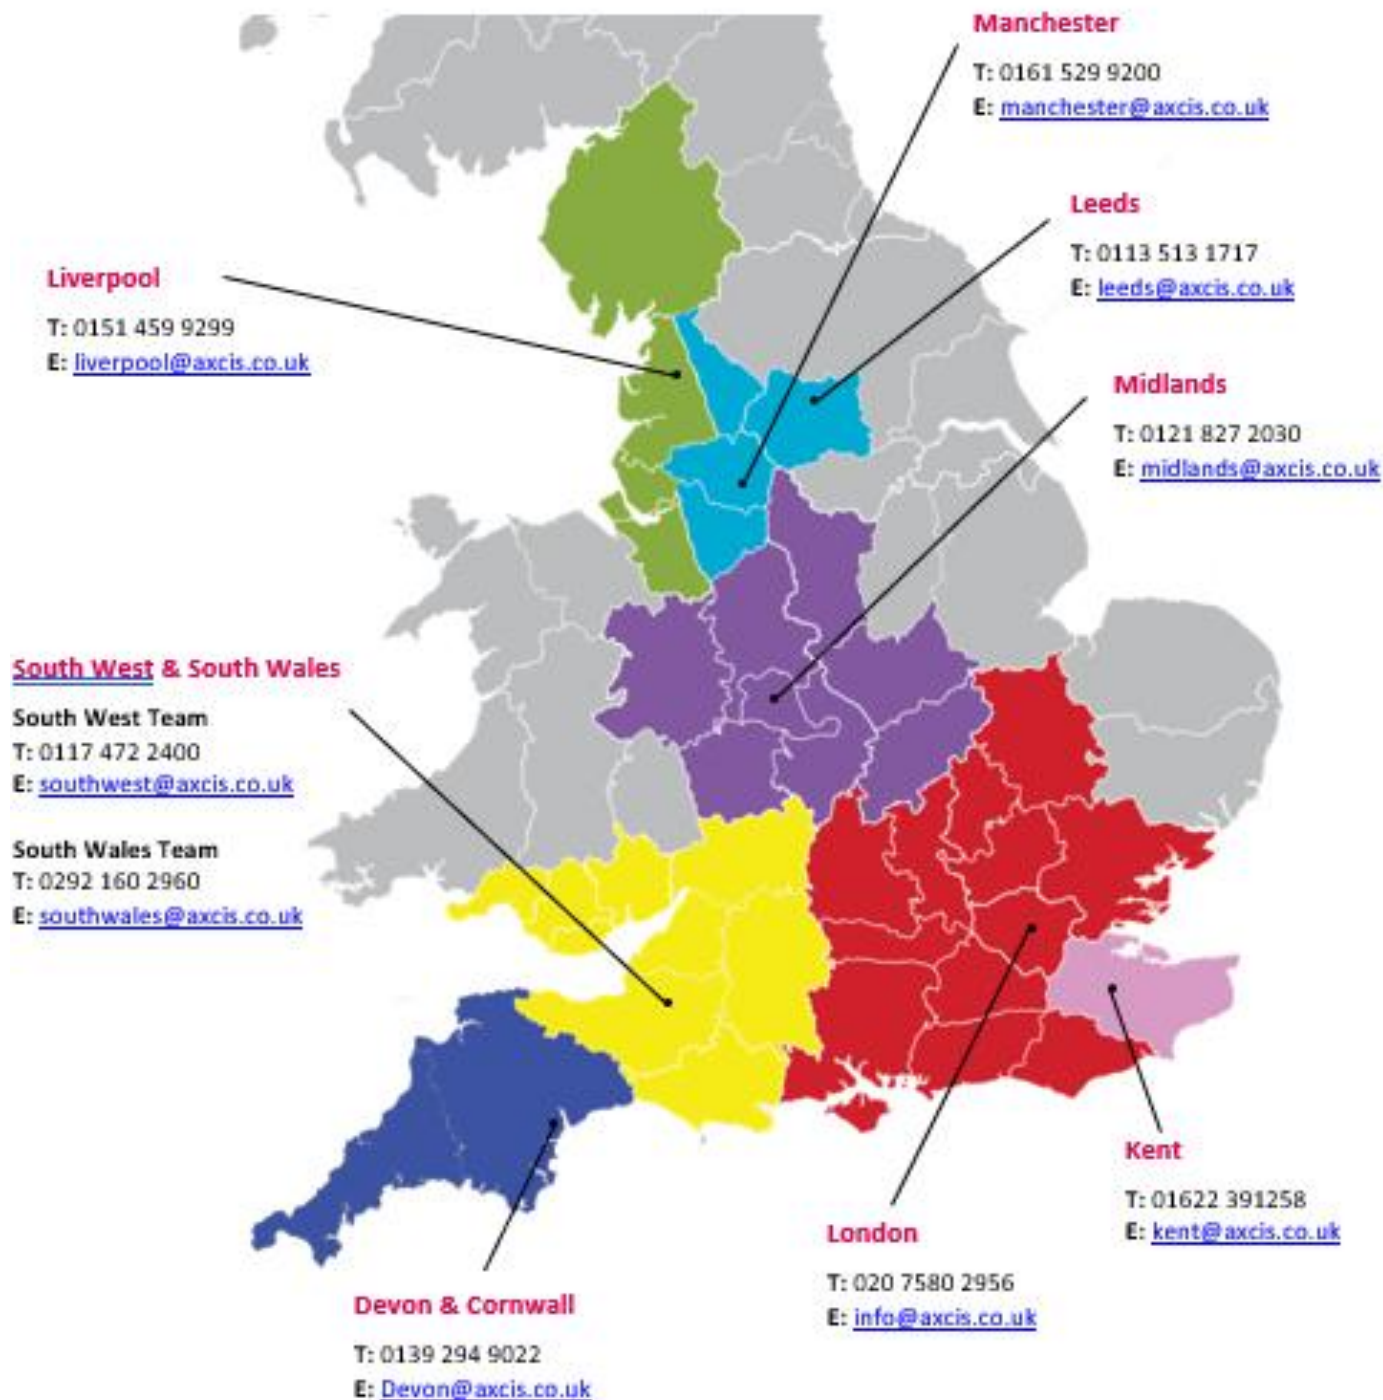 Manchester
T: 0161 529 9200
E: manchester@axcis.co.uk
Leeds
T: 0113 513 1717
E: leeds@axcis.co.uk
Liverpool
T: 0151 459 9299
E: liverpool@axcis.co.uk
Midlands
T: 0121 827 2030
E: midlands@axcis.co.uk
South West & South Wales
South West Team
T: 0117 472 2400
E: southwest@axcis.co.uk
South Wales Team
T: 0292 160 2960
E: southwales@axcis.co.uk
Kent
T: 01622 391258
E: kent@axcis.co.uk
London
T: 020 7580 2956
E: info@axcis.co.uk
Devon & Cornwall
T: 0139 294 9022
E: Devon@axcis.co.uk